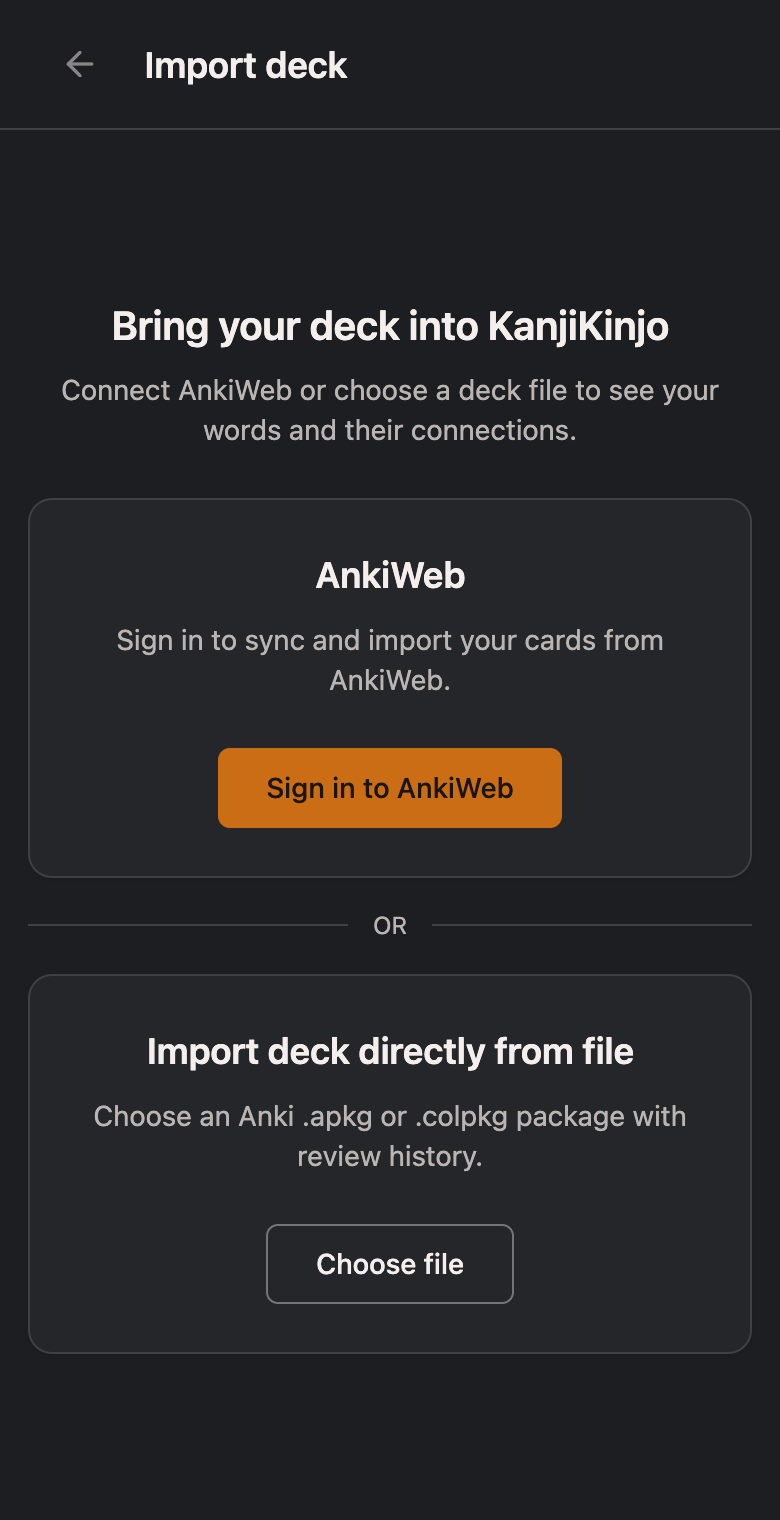 Import deck
Bring your deck into KanjiKinjo
Connect AnkiWeb or choose a deck file to see your
words and their connections.
AnkiWeb
Sign in to sync and import your cards from
AnkiWeb.
Sign in to AnkiWeb
OR
Import deck directly from file
Choose an Anki .apkg or .colpkg package with
review history.
Choose file